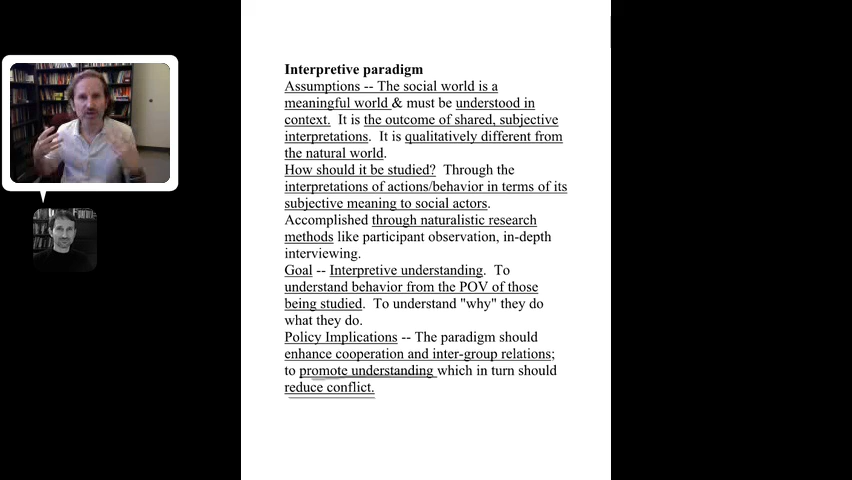 Interpretive paradigm
Assumptions -- The social world is a
meaningful world & must be understood in
context. It is the outcome of shared, subjective
interpretations. It is qualitatively different from
the natural world.
How should it be studied? Through the
interpretations of actions/behavior in terms of its
subjective meaning to social actors.
Accomplished through naturalistic research
methods like participant observation, in-depth
interviewing.
Goal -- Interpretive understanding. To
understand behavior from the POV of those
being studied. To understand "why" they do
what they do.
Policy Implications -- The paradigm should
enhance cooperation and inter-group relations;
to promote understanding which in turn should
reduce conflict.